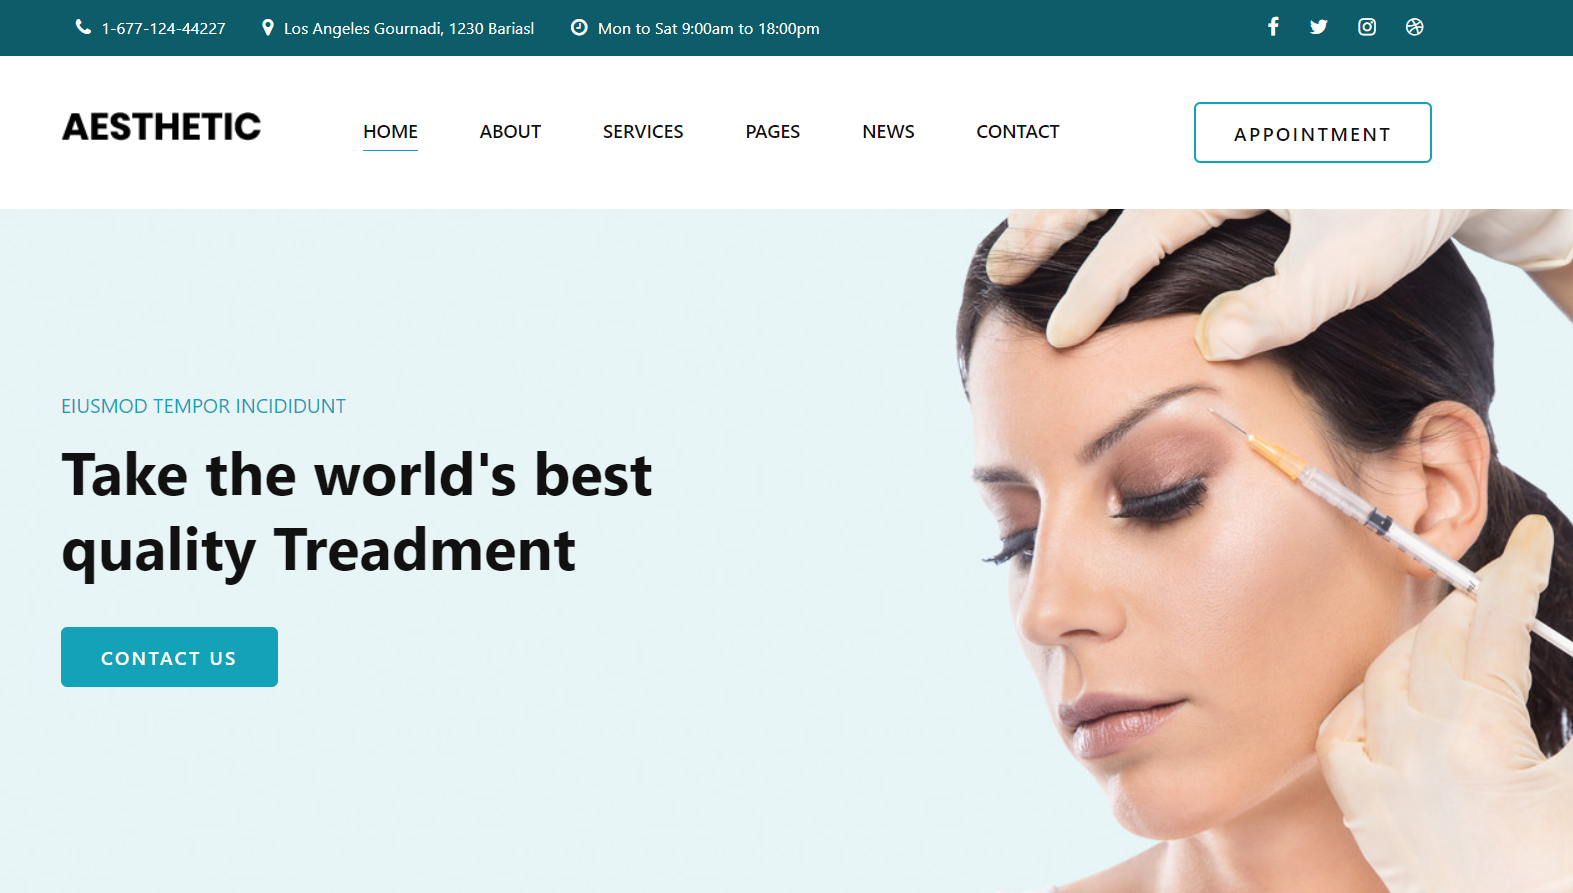 1-677-124-44227
Los Angeles Gournadi, 1230 Bariasl
Mon to Sat 9:00am to 18:00pm
AESTHETIC
HOME
ABOUT
SERVICES
PAGES
NEWS
CONTACT
APPOINTMENT
EIUSMOD TEMPOR INCIDIDUNT
Take the world's best
quality Treadment
CONTACT US